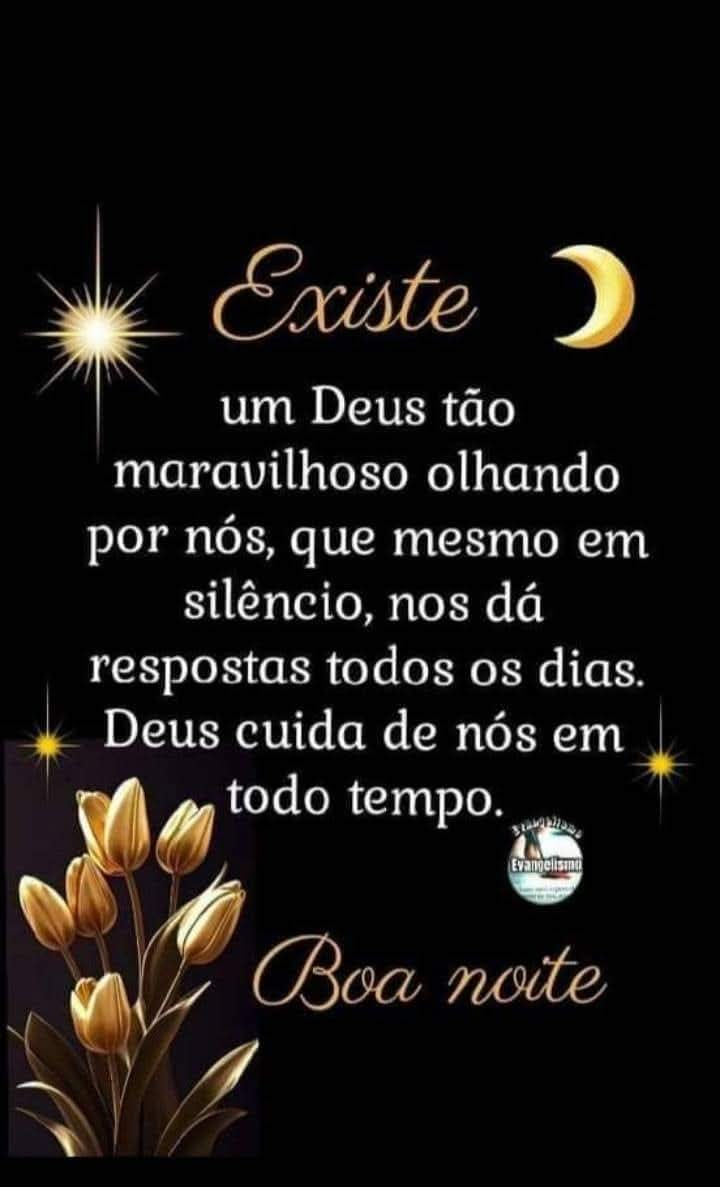 Existe
um Deus tão
maravilhoso olhando
por nós, que mesmo em
silêncio, nos dá
respostas todos os dias.
Deus cuida de nós em
todo tempo.
Evangelismo
Evangelismo
Boa noite